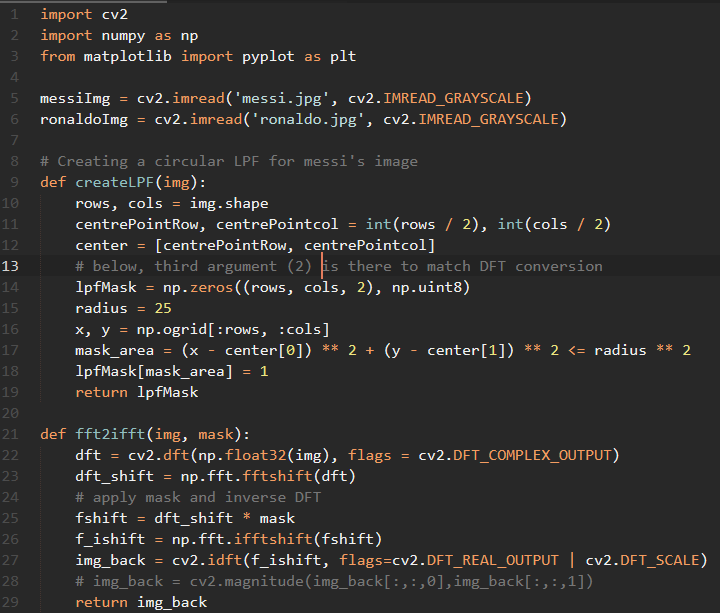 1 import cv2
2 import numpy as np
3 from matplotlib import pyplot as plt
4
5 messiImg = cv2.imread('messi.jpg', cv2.IMREAD_GRAYSCALE)
6 ronaldoImg = cv2.imread('ronaldo.jpg', cv2.IMREAD_GRAYSCALE)
7
8 # Creating a circular LPF for messi's image
9 def createLPF(img):
10     rows, cols = img.shape
11     centrePointRow, centrePointcol = int(rows / 2), int(cols / 2)
12     center = [centrePointRow, centrePointcol]
13     # below, third argument (2) is there to match DFT conversion
14     lpfMask = np.zeros((rows, cols, 2), np.uint8)
15     radius = 25
16     x, y = np.ogrid[:rows, :cols]
17     mask_area = (x - center[0]) ** 2 + (y - center[1]) ** 2 <= radius ** 2
18     lpfMask[mask_area] = 1
19     return lpfMask
20
21 def fft2ifft(img, mask):
22     dft = cv2.dft(np.float32(img), flags = cv2.DFT_COMPLEX_OUTPUT)
23     dft_shift = np.fft.fftshift(dft)
24     # apply mask and inverse DFT
25     fshift = dft_shift * mask
26     f_ishift = np.fft.ifftshift(fshift)
27     img_back = cv2.idft(f_ishift, flags=cv2.DFT_REAL_OUTPUT | cv2.DFT_SCALE)
28     # img_back = cv2.magnitude(img_back[:,:,0],img_back[:,:,1])
29     return img_back